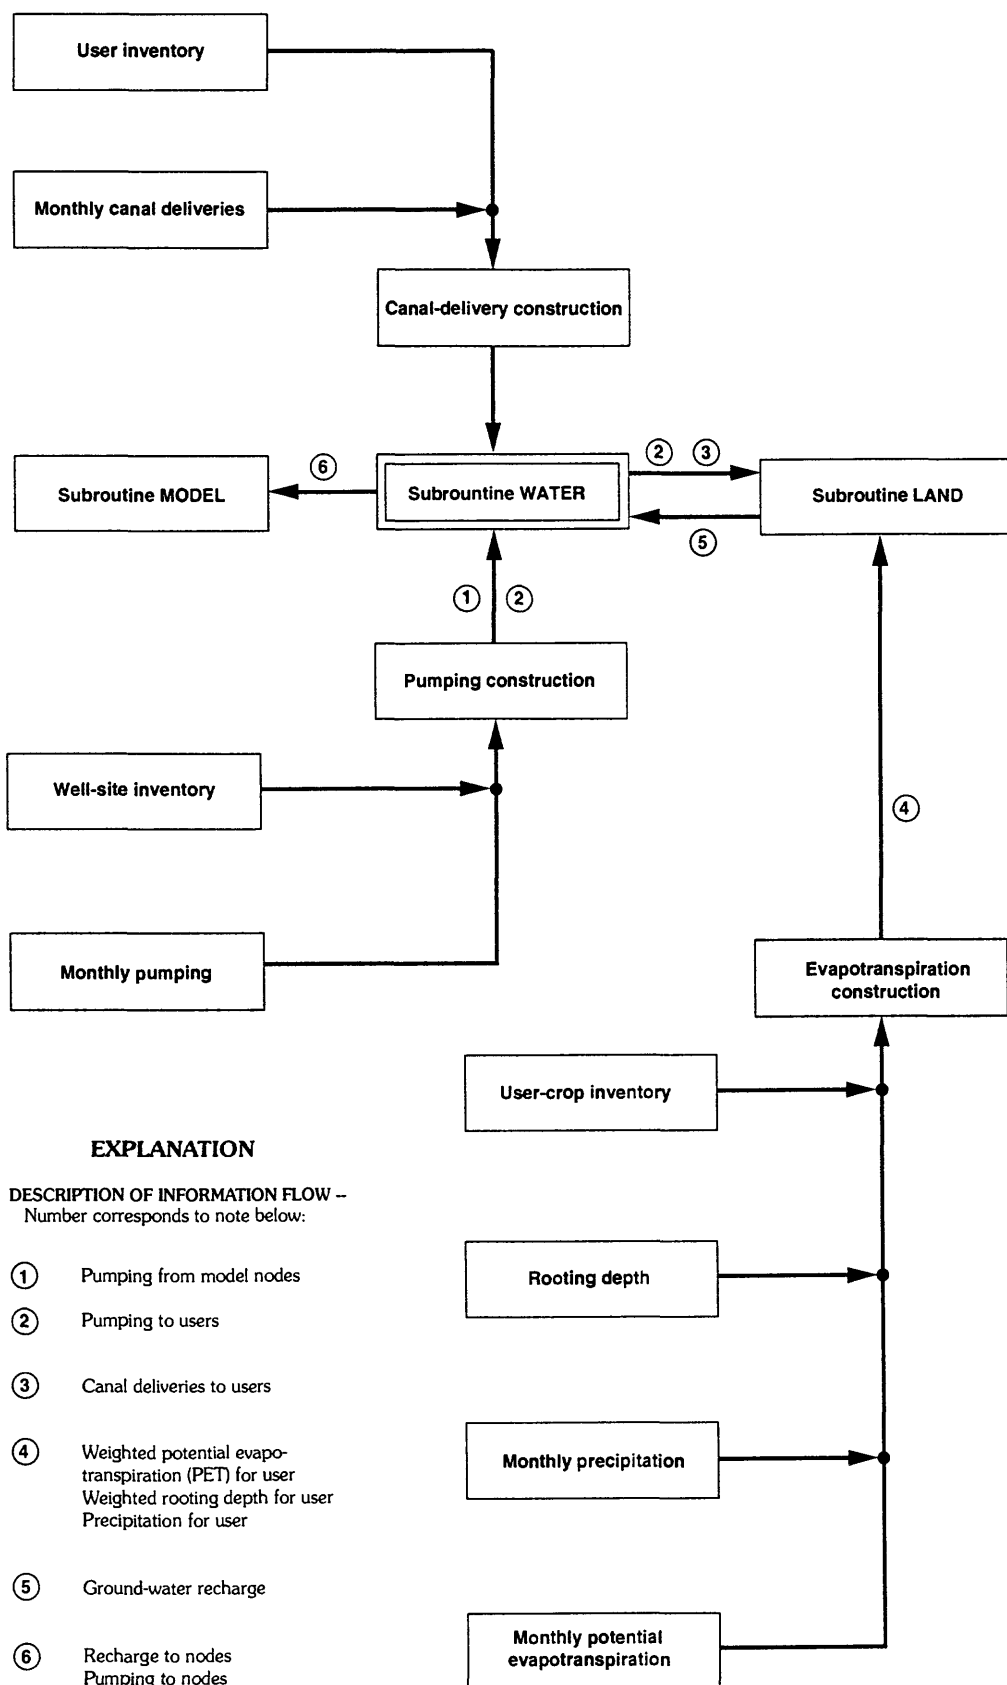 User inventory
Monthly canal deliveries
Canal-delivery construction
6
2 3
Subroutine MODEL
Subrountine WATER
Subroutine LAND
5
1 2
Pumping construction
Well-site inventory
4
Monthly pumping
Evapotranspiration
construction
User-crop inventory
Rooting depth
Monthly precipitation
Monthly potential
evapotranspiration
EXPLANATION
DESCRIPTION OF INFORMATION FLOW --
Number corresponds to note below:
1 Pumping from model nodes
2 Pumping to users
3 Canal deliveries to users
4 Weighted potential evapo-
transpiration (PET) for user
Weighted rooting depth for user
Precipitation for user
5 Ground-water recharge
6 Recharge to nodes
Pumping to nodes